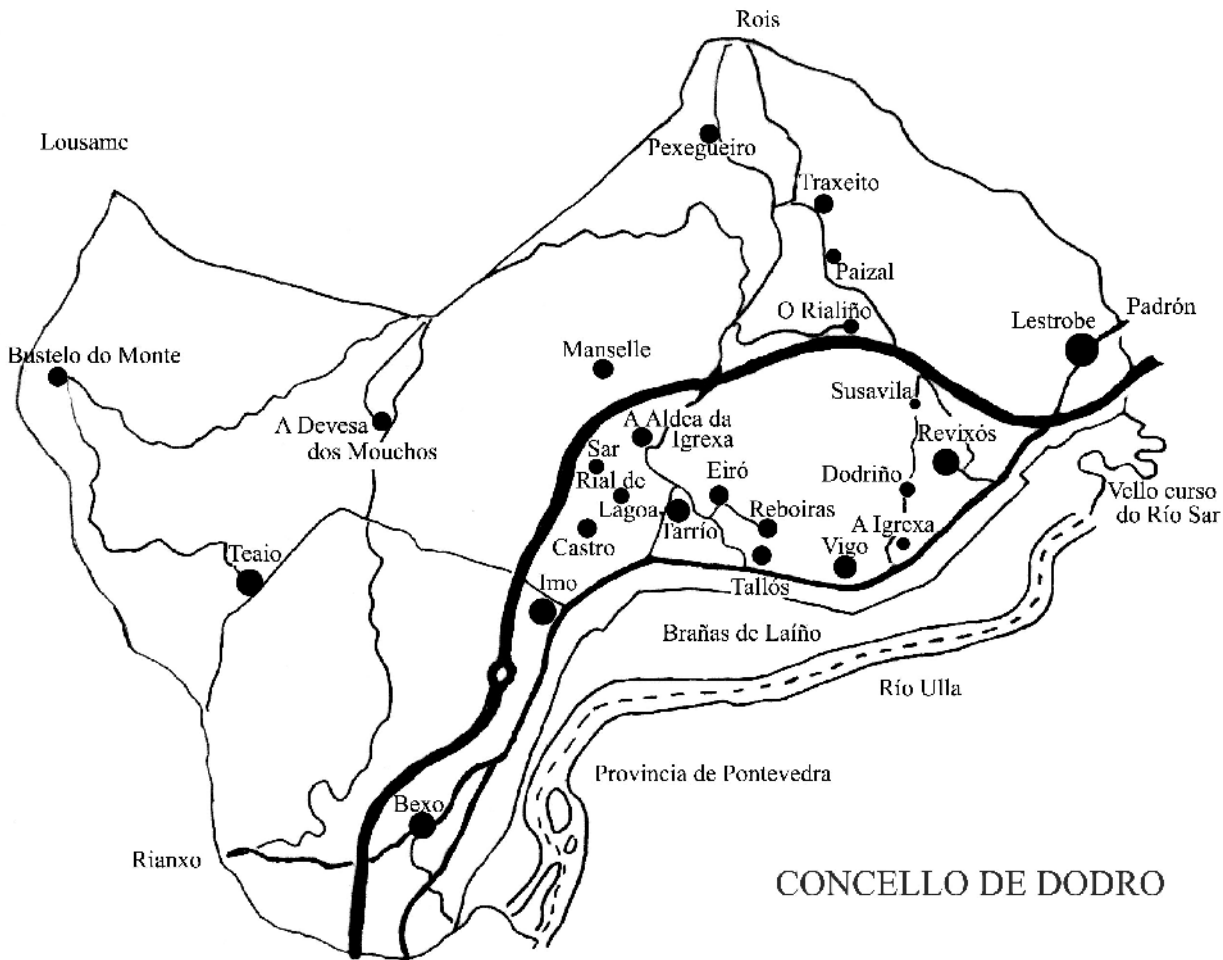 Rois
Lousame
Pexegueiro
Traxeito
Paizal
O Rialiño
Lestrobe
Padrón
Bustelo do Monte
Manselle
Susavila
A Devesa
dos Mouchos
A Aldea da
Igrexa
Sar
Rial de
Lagoa
Revixós
Eiró
Dodriño
Vello curso
do Río Sar
Reboiras
Tarrío
A Igrexa
Castro
Vigo
Teaio
Imo
Tallós
Brañas de Laíño
Río Ulla
Provincia de Pontevedra
Bexo
Rianxo
CONCELLO DE DODRO